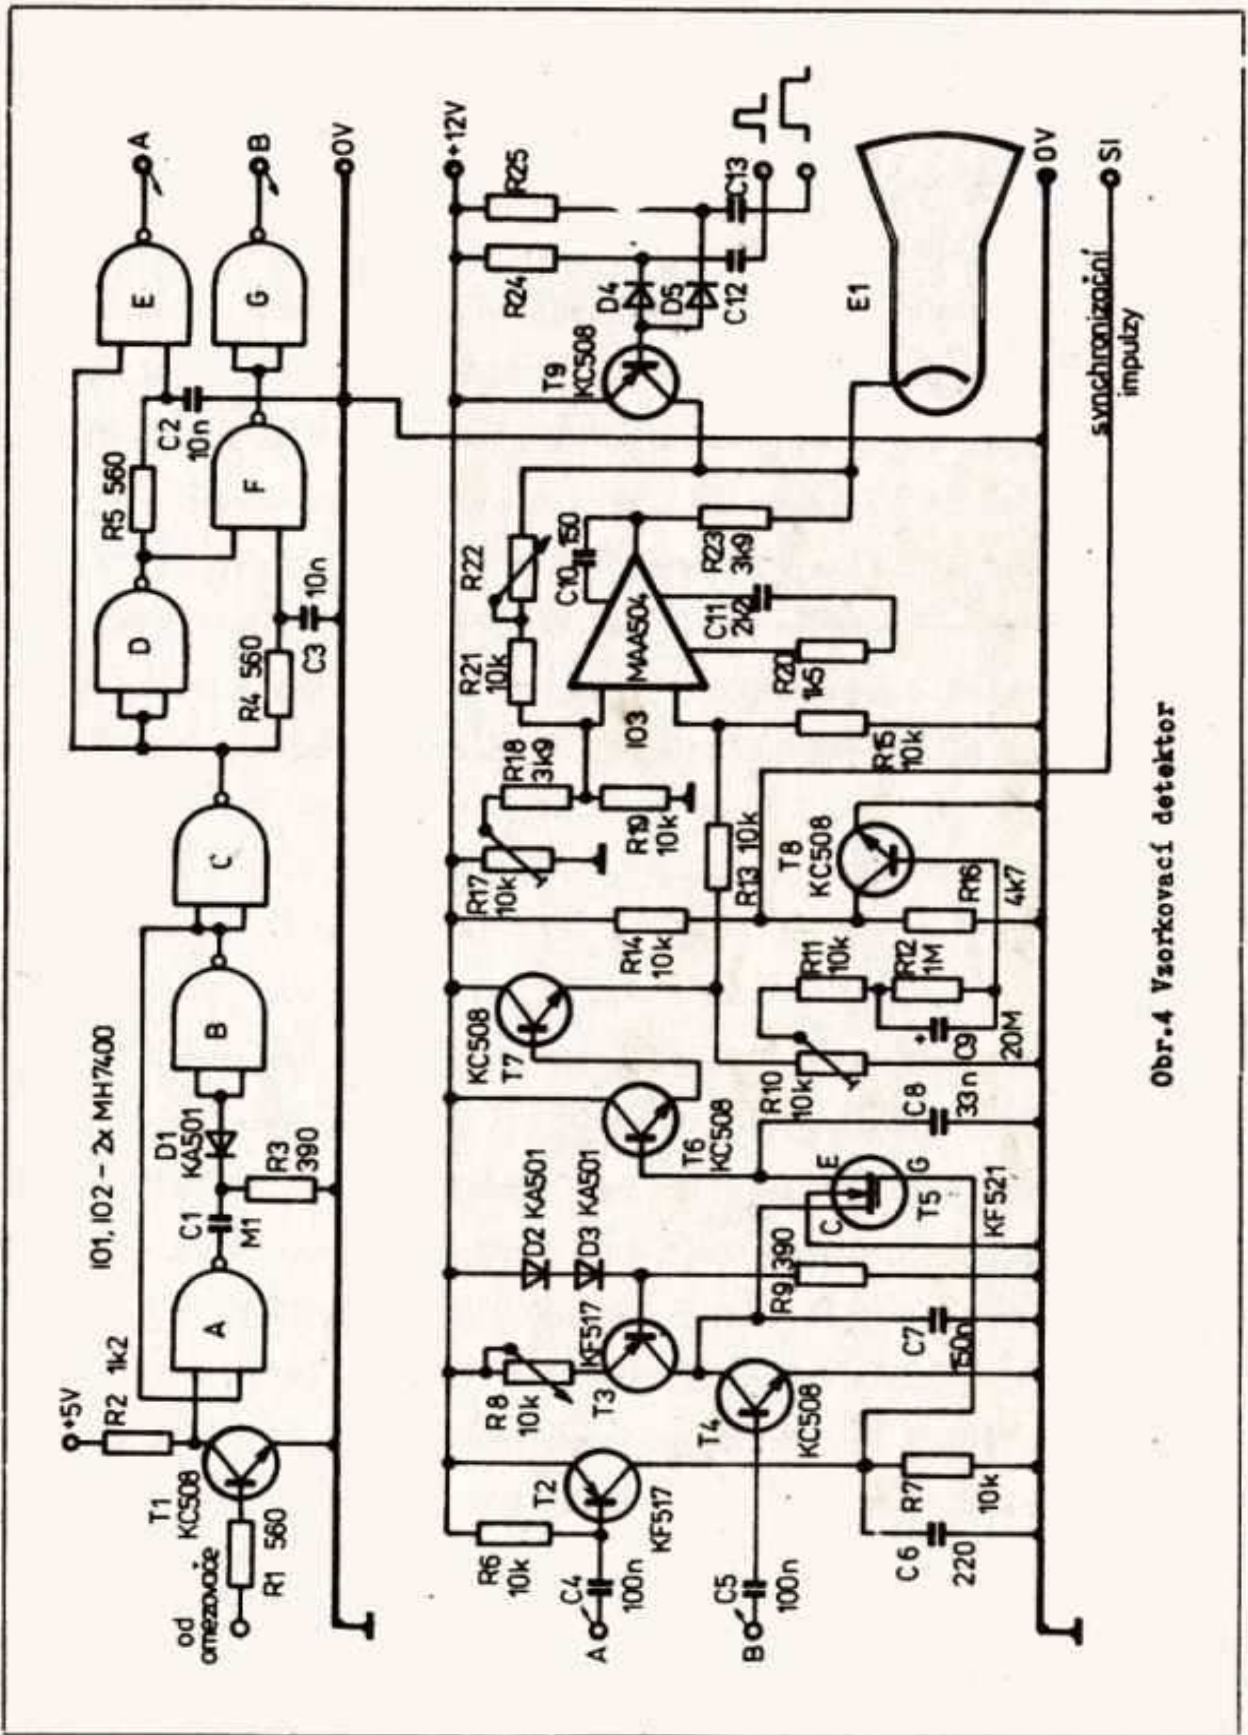 IO1, IO2 - 2x MH7400
+5V
R2 1k2
T1
KC508
od
omezovače
R1 560
A
C1
M1
D1
KA501
R3
390
B
C
D
R5 560
R4 560
C2
10n
C3
10n
E
F
G
A
B
0V
+12V
R6
10k
A
C4
100n
T2
KF517
B
C5
100n
C6
220
R7
10k
R8
10k
T3
KF517
T4
KC508
D2 KA501
D3 KA501
R9 390
C7
150n
C
E
G
T5
KF521
T6
KC508
KC508
T7
C8
33n
R10
10k
R11
10k
R12
1M
+
C9
20M
R14
10k
R13 10k
T8
KC508
R16
4k7
R17
10k
R18
3k9
R19
10k
IO3
MAA504
R15
10k
R20
1k5
C11
2k2
R21
10k
R22
C10 150
R23
3k9
T9
KC508
R24
R25
D4
D5
C12
C13
E1
0V
SI
synchronizační
impulzy
Obr.4 Vzorkovací detektor